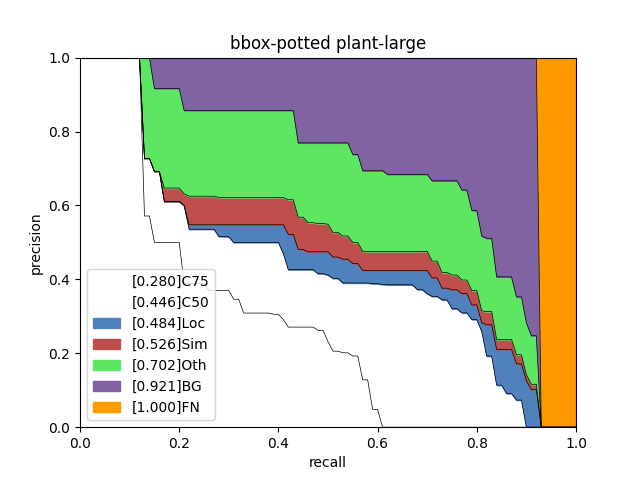 bbox-potted plant-large
precision
1.0
0.8
0.6
0.4
0.2
0.0
[0.280]C75
[0.446]C50
[0.484]Loc
[0.526]Sim
[0.702]Oth
[0.921]BG
[1.000]FN
0.0 0.2 0.4 0.6 0.8 1.0
recall